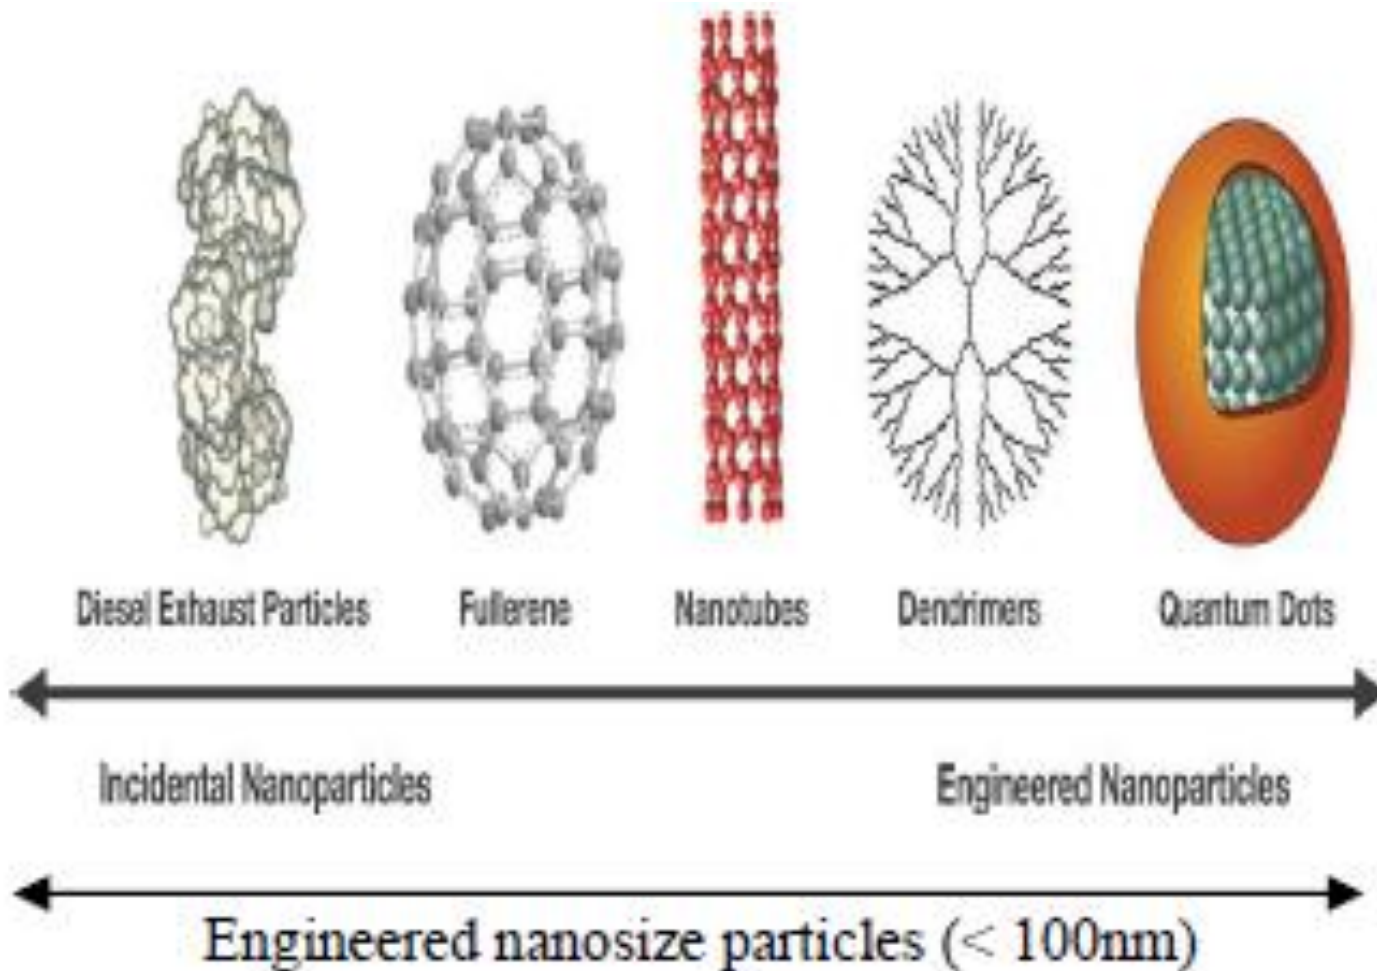 Diesel Exhaust Particles Fullerene Nanotubes Dendrimers Quantum Dots
Incidental Nanoparticles Engineered Nanoparticles
Engineered nanosize particles (< 100nm)